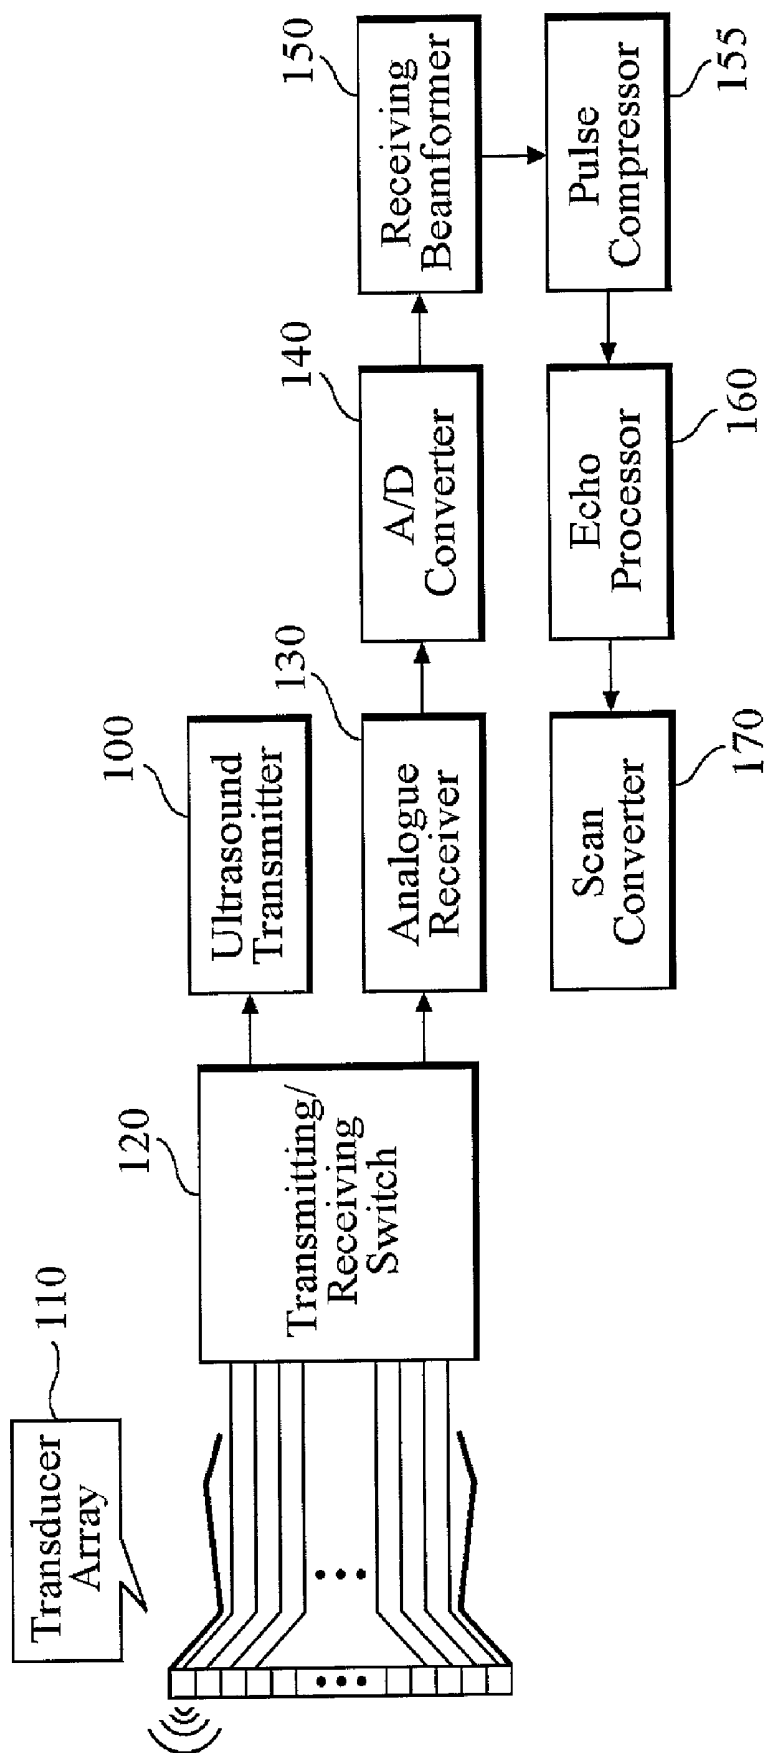 Transducer
Array
110
120
Transmitting/
Receiving
Switch
100
Ultrasound
Transmitter
130
Analogue
Receiver
140
A/D
Converter
150
Receiving
Beamformer
Pulse
Compressor
155
Echo
Processor
160
Scan
Converter
170